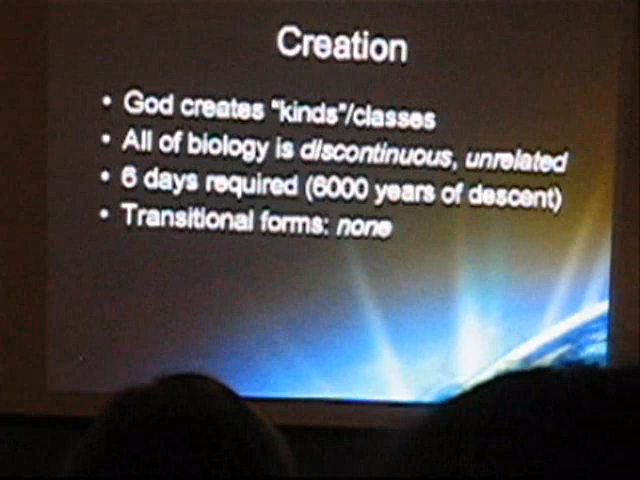 Creation
• God creates "kinds"/classes
• All of biology is discontinuous, unrelated
• 6 days required (6000 years of descent)
• Transitional forms: none